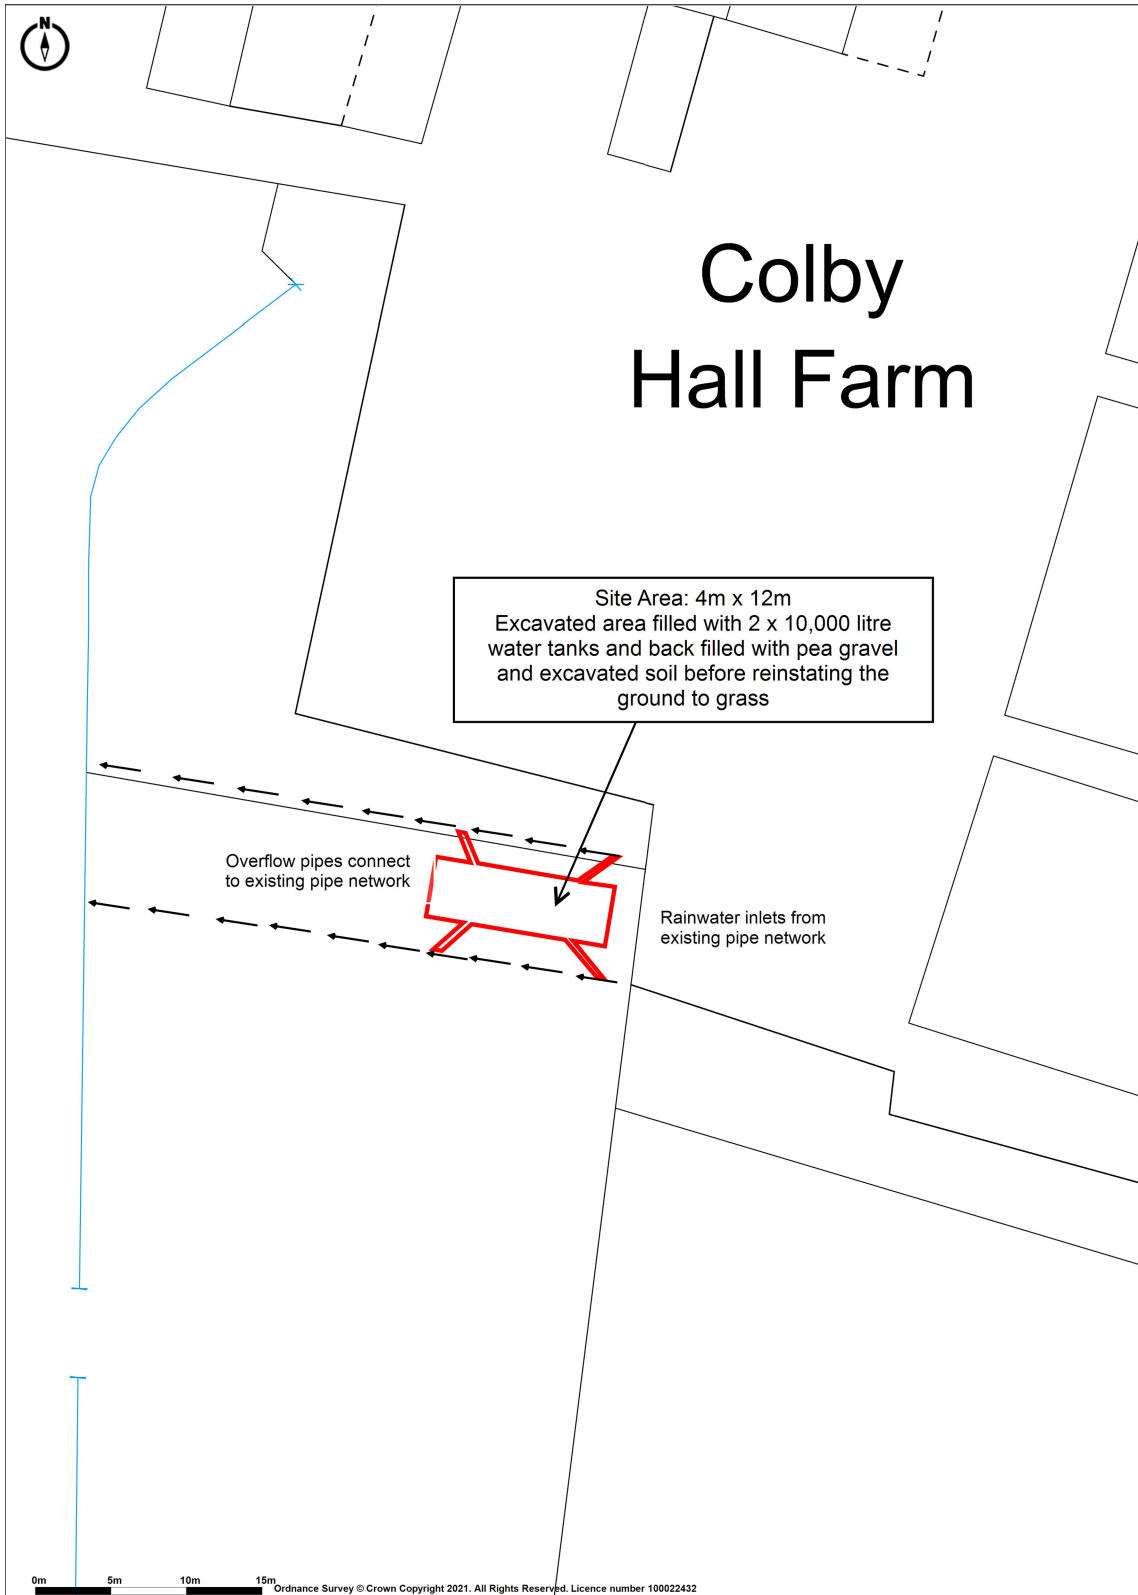 N
Colby
Hall Farm
Site Area: 4m x 12m
Excavated area filled with 2 x 10,000 litre
water tanks and back filled with pea gravel
and excavated soil before reinstating the
ground to grass
Overflow pipes connect
to existing pipe network
Rainwater inlets from
existing pipe network
0m 5m 10m 15m
Ordnance Survey © Crown Copyright 2021. All Rights Reserved. Licence number 100022432